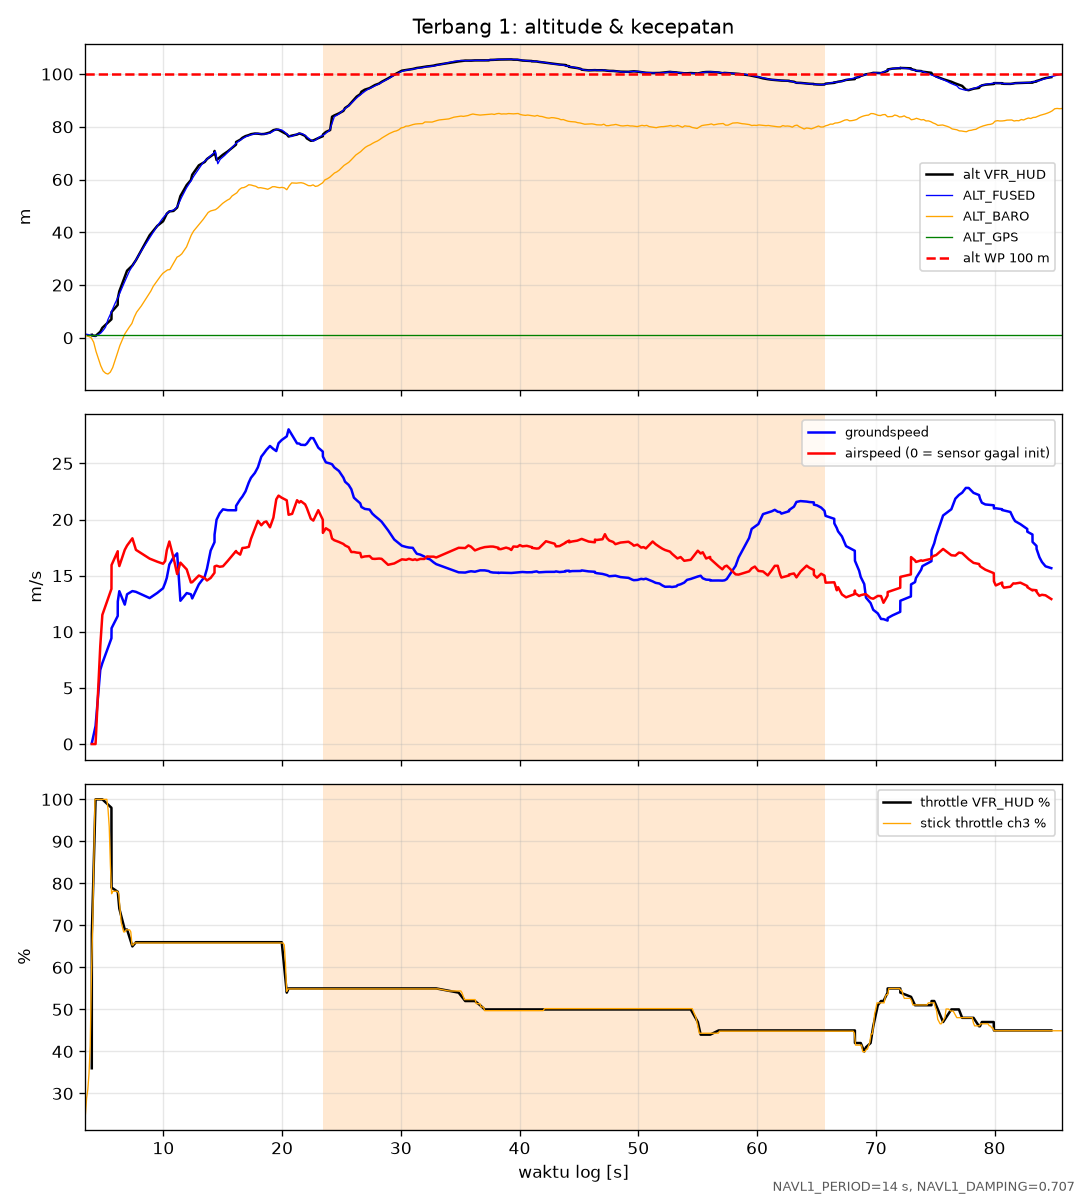 Terbang 1: altitude & kecepatan
100
80
60
40
20
0
m
alt VFR_HUD
ALT_FUSED
ALT_BARO
ALT_GPS
alt WP 100 m
25
20
15
10
5
0
m/s
groundspeed
airspeed (0 = sensor gagal init)
100
90
80
70
60
50
40
30
%
throttle VFR_HUD %
stick throttle ch3 %
10 20 30 40 50 60 70 80
waktu log [s]
NAVL1_PERIOD=14 s, NAVL1_DAMPING=0.707